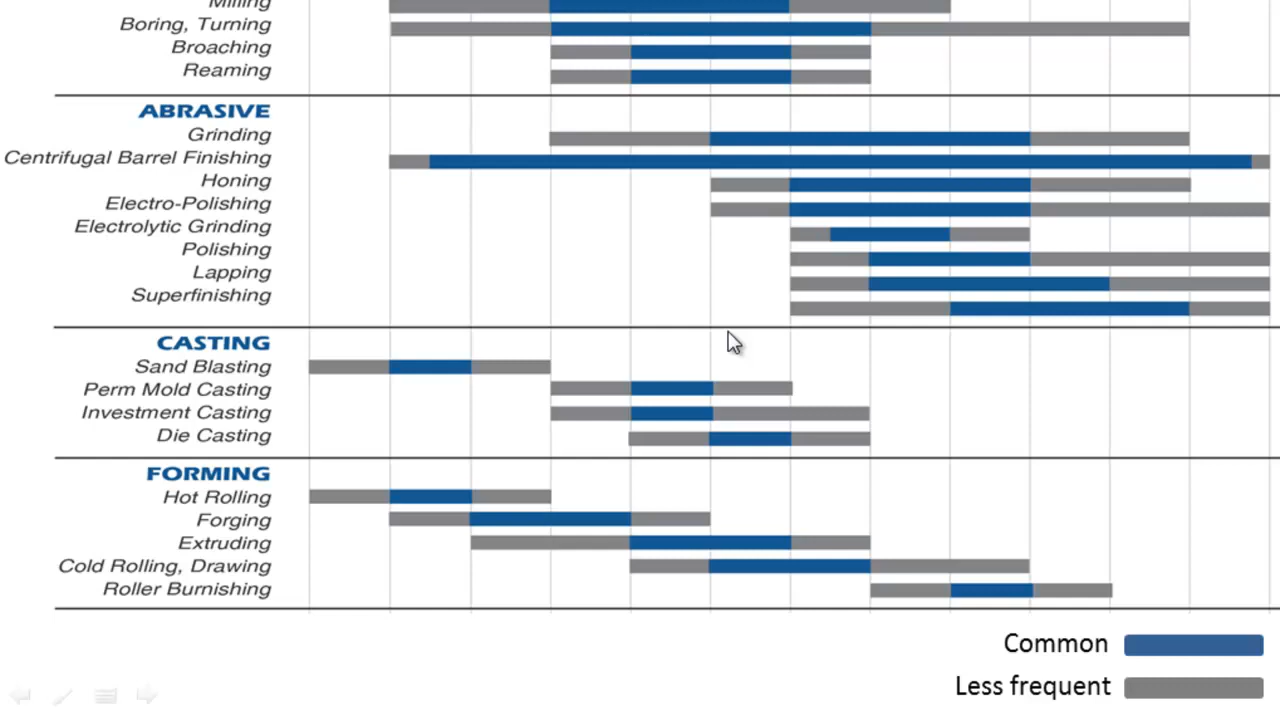 Milling
Boring, Turning
Broaching
Reaming
ABRASIVE
Grinding
Centrifugal Barrel Finishing
Honing
Electro-Polishing
Electrolytic Grinding
Polishing
Lapping
Superfinishing
CASTING
Sand Blasting
Perm Mold Casting
Investment Casting
Die Casting
FORMING
Hot Rolling
Forging
Extruding
Cold Rolling, Drawing
Roller Burnishing
Common
Less frequent